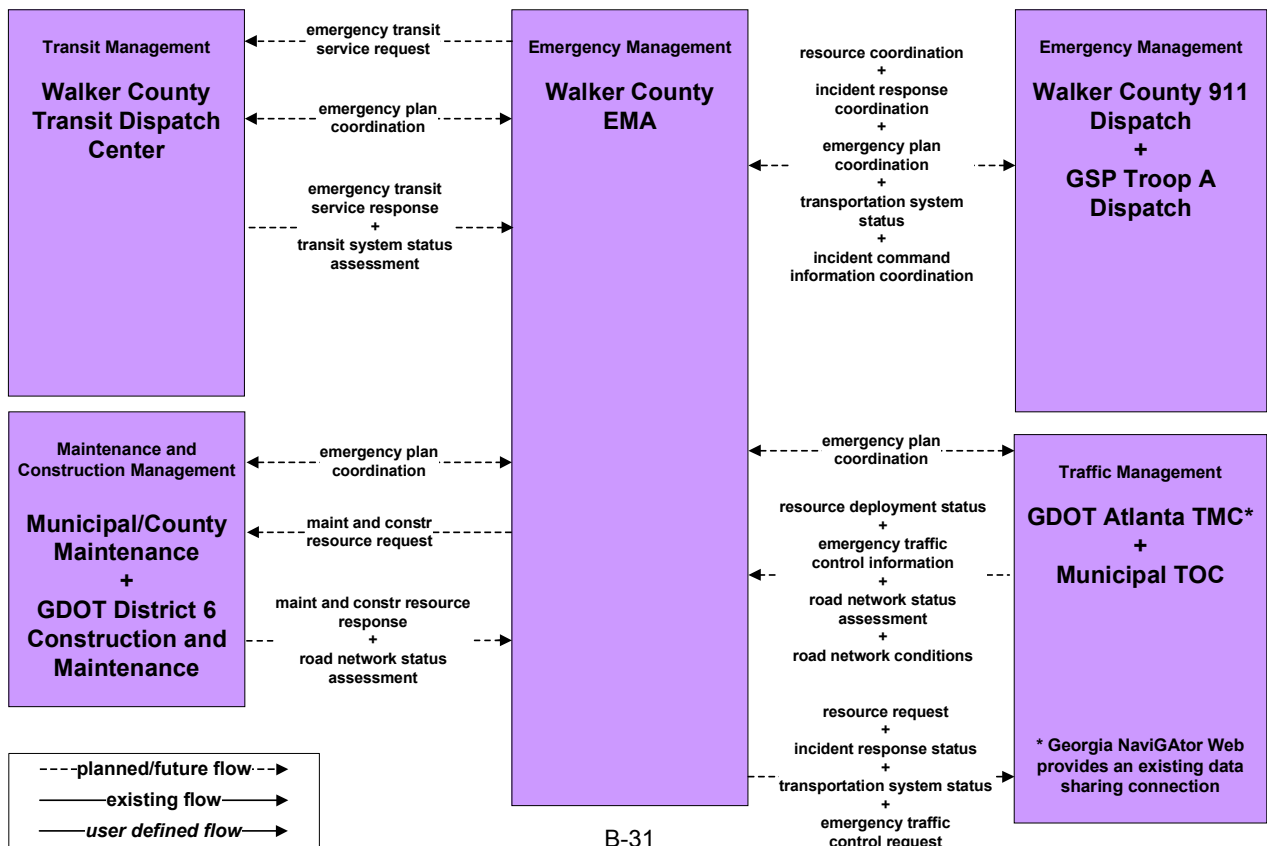 Transit Management
Walker County
Transit Dispatch
Center
emergency transit
service request
emergency plan
coordination
emergency transit
service response
+
transit system status
assessment
Emergency Management
Walker County
EMA
resource coordination
+
incident response
coordination
+
emergency plan
coordination
+
transportation system
status
+
incident command
information coordination
Emergency Management
Walker County 911
Dispatch
+
GSP Troop A
Dispatch
Maintenance and
Construction Management
Municipal/County
Maintenance
+
GDOT District 6
Construction and
Maintenance
emergency plan
coordination
maint and constr
resource request
maint and constr resource
response
+
road network status
assessment
emergency plan
coordination
resource deployment status
+
emergency traffic
control information
+
road network status
assessment
+
road network conditions
resource request
+
incident response status
+
transportation system status
+
emergency traffic
control request
Traffic Management
GDOT Atlanta TMC*
+
Municipal TOC
* Georgia NaviGAtor Web
provides an existing data
sharing connection
planned/future flow
existing flow
user defined flow
B-31